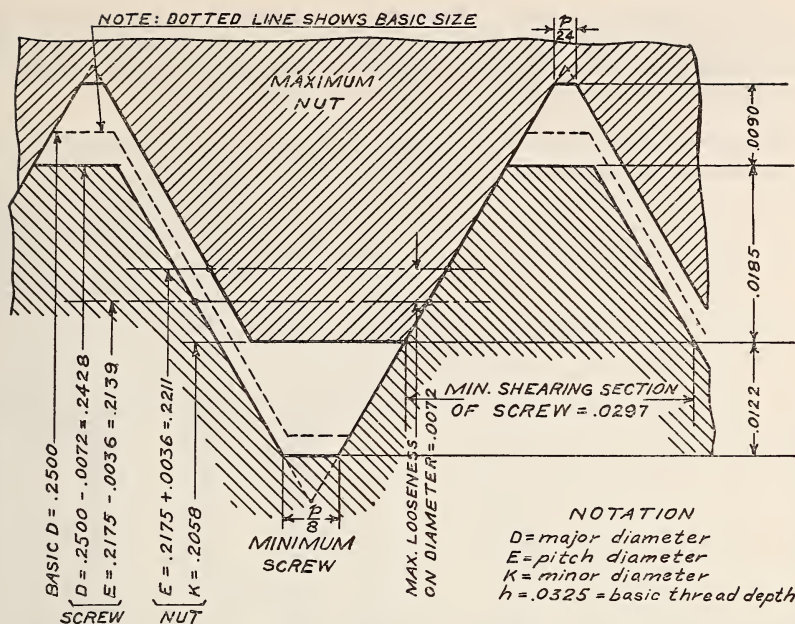 NOTE: DOTTED LINE SHOWS BASIC SIZE
P
24
MAXIMUM
NUT
.0090
.0185
.0122
MIN. SHEARING SECTION
OF SCREW = .0297
MAX. LOOSENESS
ON DIAMETER = .0072
P
8
MINIMUM
SCREW
BASIC D = .2500
D = .2500 - .0072 = .2428
E = .2175 - .0036 = .2139
SCREW
E = .2175 + .0036 = .2211
K = .2058
NUT
NOTATION
D = major diameter
E = pitch diameter
K = minor diameter
h = .0325 = basic thread depth